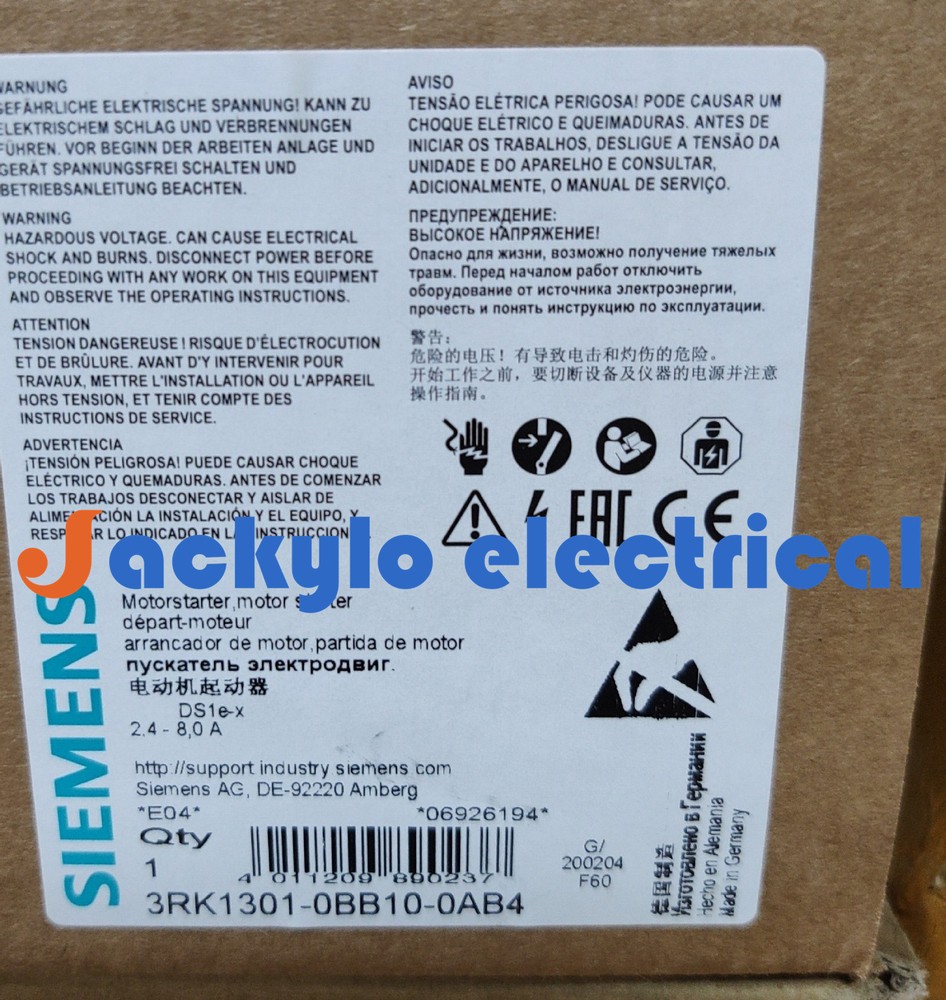 WARNUNG
GEFÄHRLICHE ELEKTRISCHE SPANNUNG! KANN ZU
ELEKTRISCHEM SCHLAG UND VERBRENNUNGEN
FÜHREN. VOR BEGINN DER ARBEITEN ANLAGE UND
GERÄT SPANNUNGSFREI SCHALTEN UND
BETRIEBSANLEITUNG BEACHTEN.
WARNING
HAZARDOUS VOLTAGE. CAN CAUSE ELECTRICAL
SHOCK AND BURNS. DISCONNECT POWER BEFORE
PROCEEDING WITH ANY WORK ON THIS EQUIPMENT
AND OBSERVE THE OPERATING INSTRUCTIONS.
ATTENTION
TENSION DANGEREUSE ! RISQUE D'ÉLECTROCUTION
ET DE BRÛLURE. AVANT D'Y INTERVENIR POUR
TRAVAUX, METTRE L'INSTALLATION OU L'APPAREIL
HORS TENSION, ET TENIR COMPTE DES
INSTRUCTIONS DE SERVICE.
ADVERTENCIA
¡TENSIÓN PELIGROSA! PUEDE CAUSAR CHOQUE
ELÉCTRICO Y QUEMADURAS. ANTES DE COMENZAR
LOS TRABAJOS DESCONECTAR Y AISLAR DE
ALIMENTACIÓN LA INSTALACIÓN Y EL EQUIPO, Y
RESPETAR LO INDICADO EN LAS INSTRUCCIONES.
AVISO
TENSÃO ELÉTRICA PERIGOSA! PODE CAUSAR UM
CHOQUE ELÉTRICO E QUEIMADURAS. ANTES DE
INICIAR OS TRABALHOS, DESLIGUE A TENSÃO DA
UNIDADE E DO APARELHO E CONSULTAR,
ADICIONALMENTE, O MANUAL DE SERVIÇO.
ПРЕДУПРЕЖДЕНИЕ:
ВЫСОКОЕ НАПРЯЖЕНИЕ!
Опасно для жизни, возможно получение тяжелых
травм. Перед началом работ отключить
оборудование от источника электроэнергии,
прочесть и понять инструкцию по эксплуатации.
警告:
危险的电压! 有导致电击和灼伤的危险。
开始工作之前, 要切断设备及仪器的电源并注意
操作指南。
EAC CE
Jackylo electrical
SIEMENS
Motorstarter,motor starter
départ-moteur
arrancador de motor,partida de motor
пускатель электродвиг.
电动机起动器
DS1e-x
2.4 - 8,0 A
http://support industry siemens.com
Siemens AG, DE-92220 Amberg
*E04* *06926194*
Qty
1
4 011209 890237
3RK1301-0BB10-0AB4
G/
200204
F60
德国制造
Изготовлено в Германии
Hecho en Alemania
Made in Germany